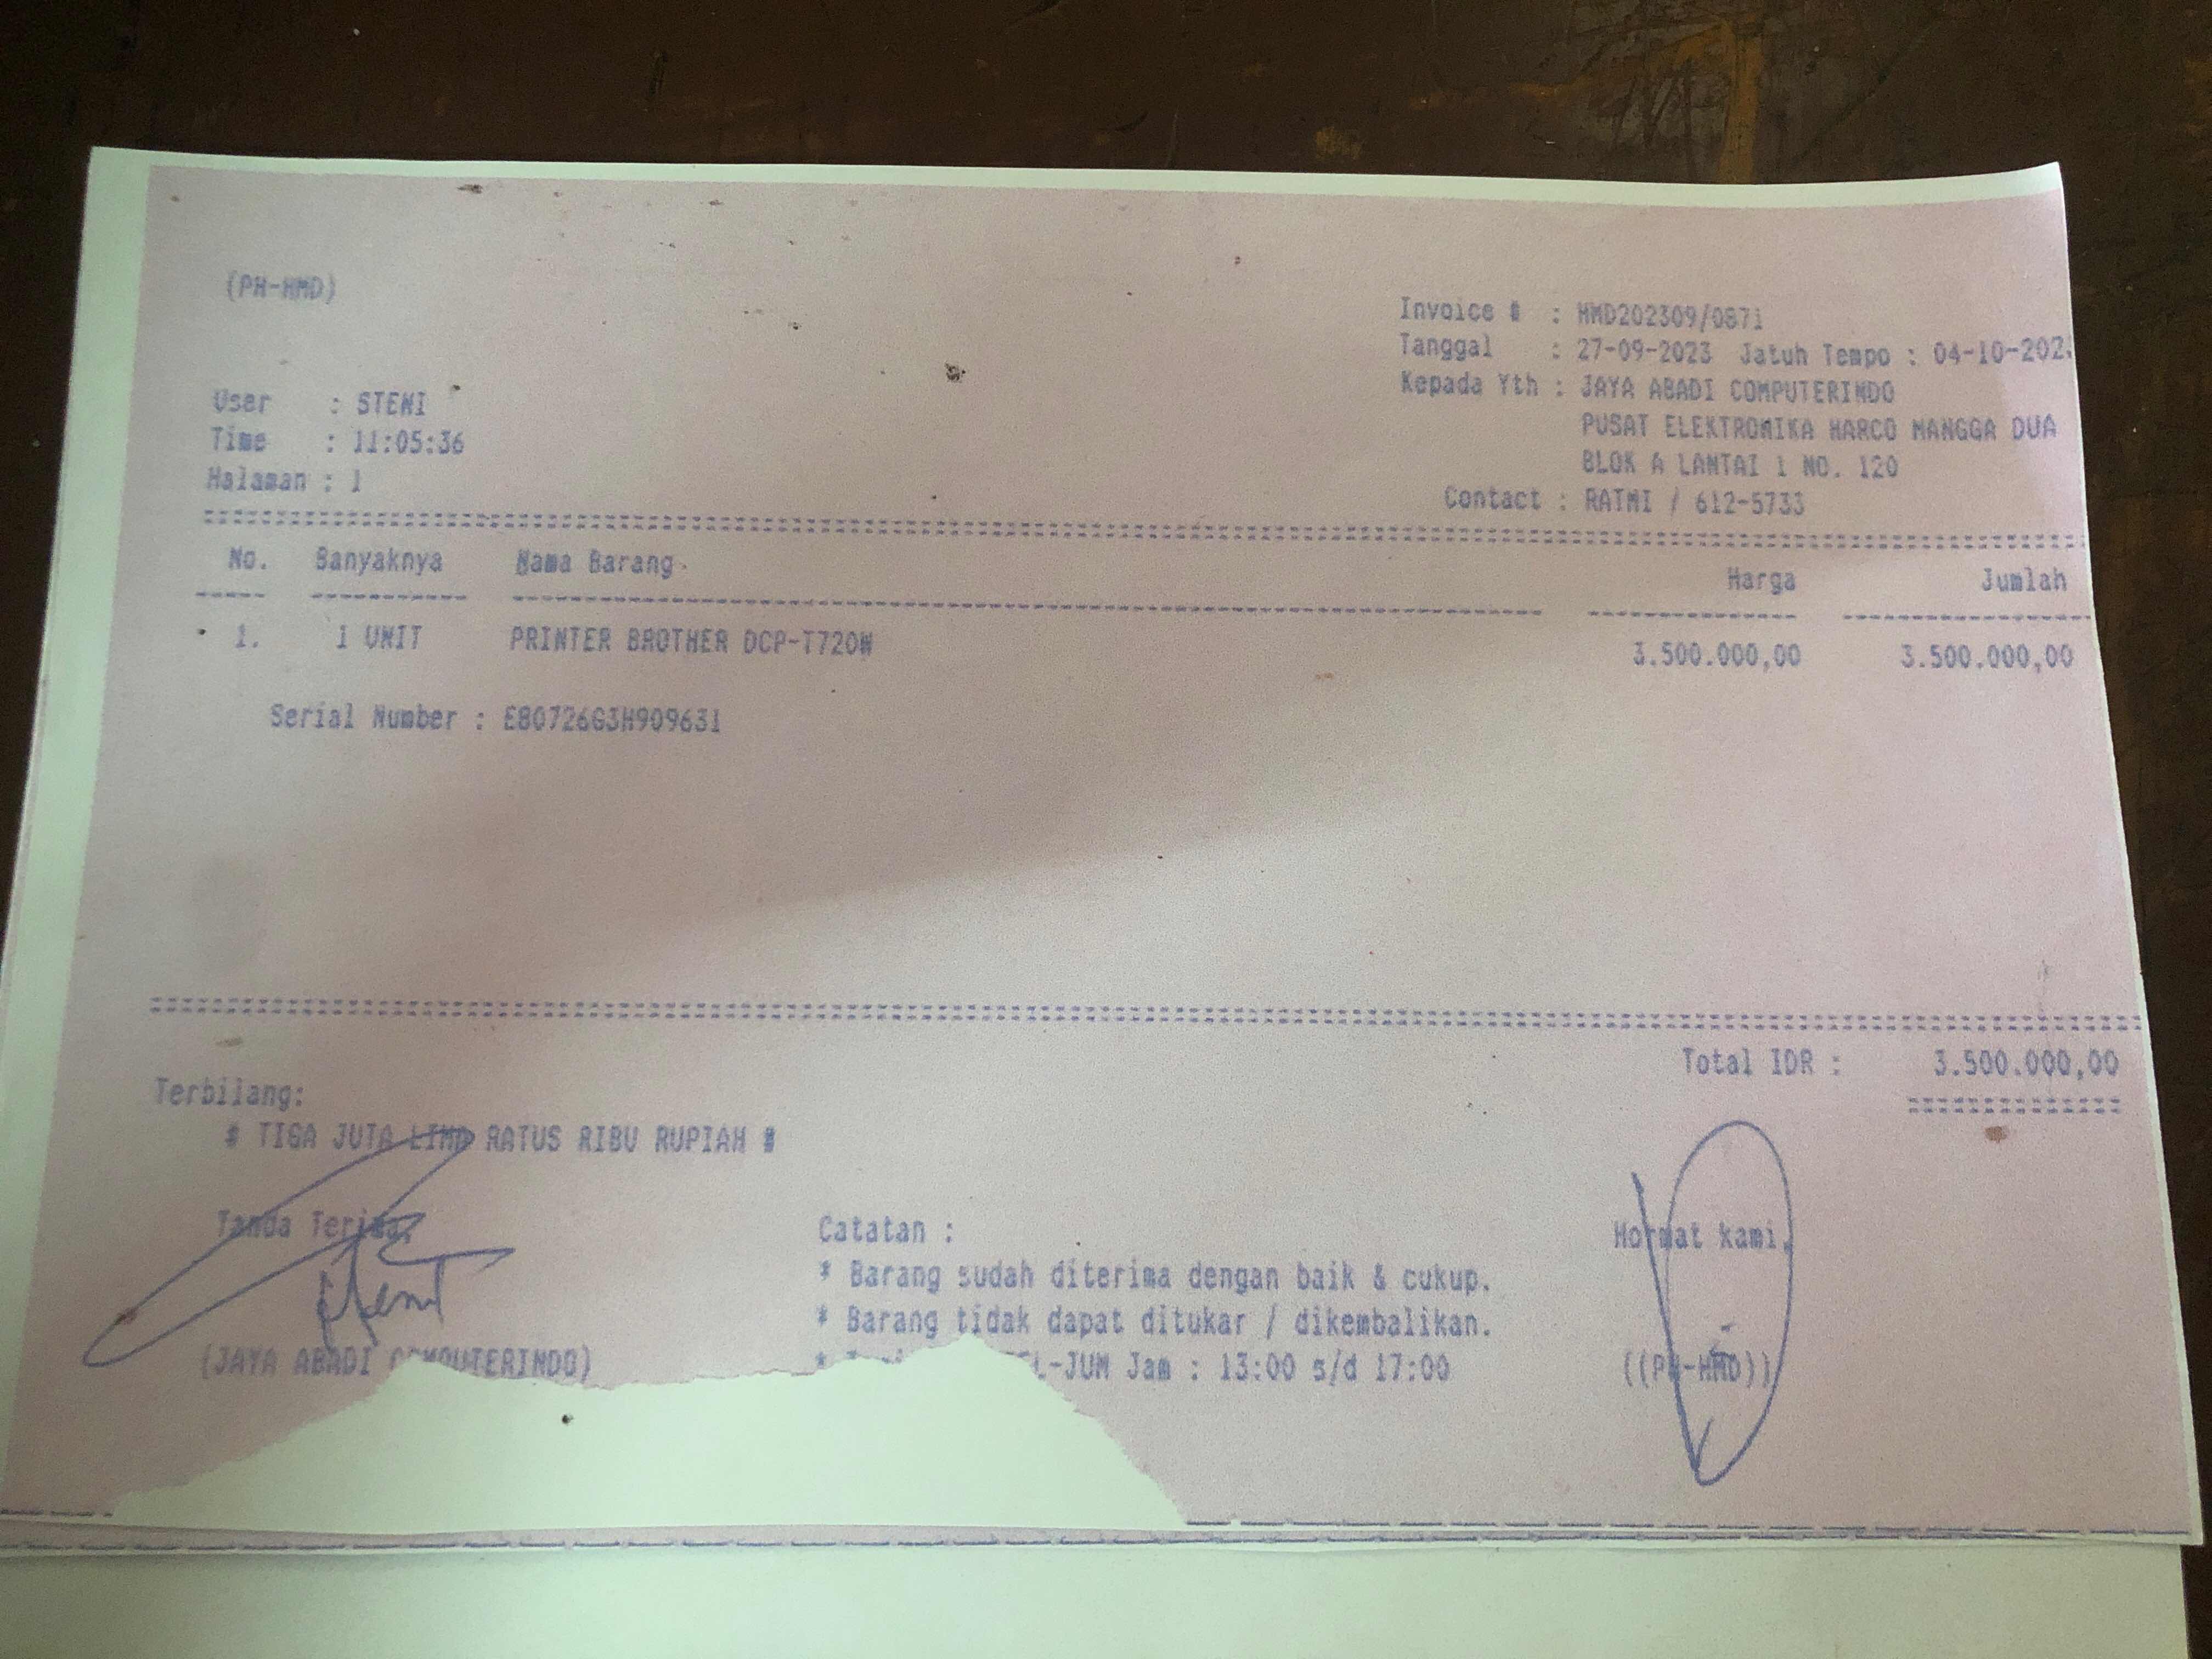 (PH-HMD)
Invoice # : HMD202309/0871
Tanggal : 27-09-2023 Jatuh Tempo : 04-10-202
Kepada Yth : JAYA ABADI COMPUTERINDO
PUSAT ELEKTRONIKA HARCO MANGGA DUA
BLOK A LANTAI 1 NO. 120
Contact : RATMI / 612-5733
User : STENI
Time : 11:05:36
Halaman : 1
No. Banyaknya Nama Barang Harga Jumlah
1. 1 UNIT PRINTER BROTHER DCP-T720W 3.500.000,00 3.500.000,00
Serial Number : E80726G3H909631
Total IDR : 3.500.000,00
Terbilang:
# TIGA JUTA LIMA RATUS RIBU RUPIAH #
Tanda Terima,
(JAYA ABADI COMPUTERINDO)
Catatan :
* Barang sudah diterima dengan baik & cukup.
* Barang tidak dapat ditukar / dikembalikan.
* L-JUM Jam : 13:00 s/d 17:00
Hormat kami,
((PH-HMD))